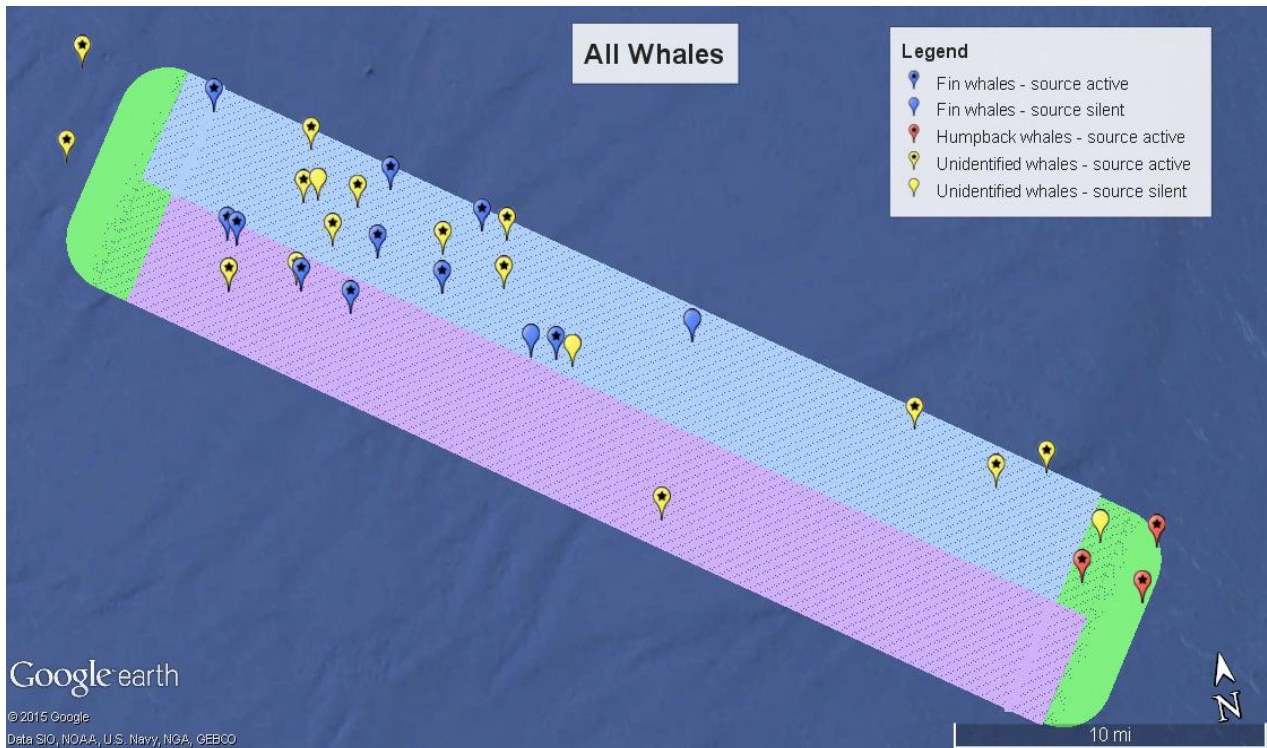 All Whales
Legend
Fin whales - source active
Fin whales - source silent
Humpback whales - source active
Unidentified whales - source active
Unidentified whales - source silent
Google earth
© 2015 Google
Data SIO, NOAA, U.S. Navy, NGA, GEBCO
N
10 mi